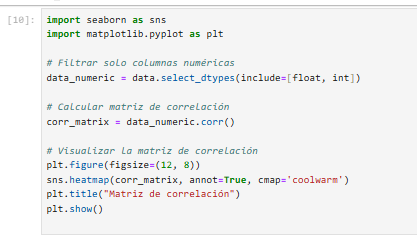 [10]: import seaborn as sns
import matplotlib.pyplot as plt
# Filtrar solo columnas numéricas
data_numeric = data.select_dtypes(include=[float, int])
# Calcular matriz de correlación
corr_matrix = data_numeric.corr()
# Visualizar la matriz de correlación
plt.figure(figsize=(12, 8))
sns.heatmap(corr_matrix, annot=True, cmap='coolwarm')
plt.title("Matriz de correlación")
plt.show()